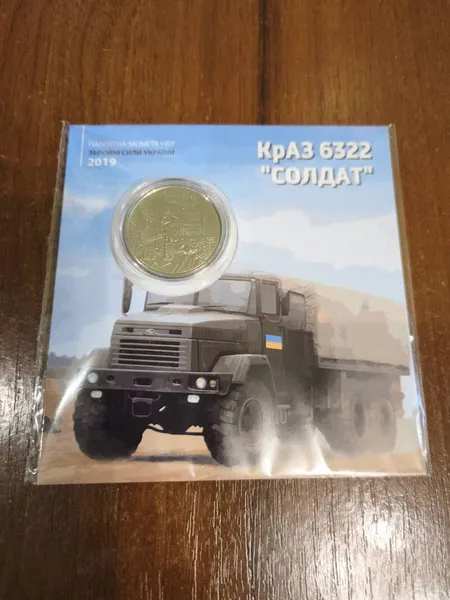 ПАМ'ЯТНА МОНЕТА НБУ
ЗБРОЙНІ СИЛИ УКРАЇНИ
2019
КрАЗ 6322
"СОЛДАТ"